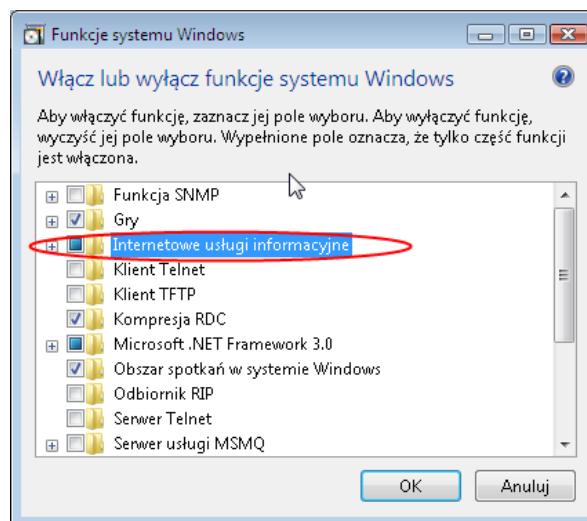 Funkcje systemu Windows
Włącz lub wyłącz funkcje systemu Windows
Aby włączyć funkcję, zaznacz jej pole wyboru. Aby wyłączyć funkcję,
wyczyść jej pole wyboru. Wypełnione pole oznacza, że tylko część funkcji
jest włączona.
Funkcja SNMP
Gry
Internetowe usługi informacyjne
Klient Telnet
Klient TFTP
Kompresja RDC
Microsoft .NET Framework 3.0
Obszar spotkań w systemie Windows
Odbiornik RIP
Serwer Telnet
Serwer usługi MSMQ
OK Anuluj